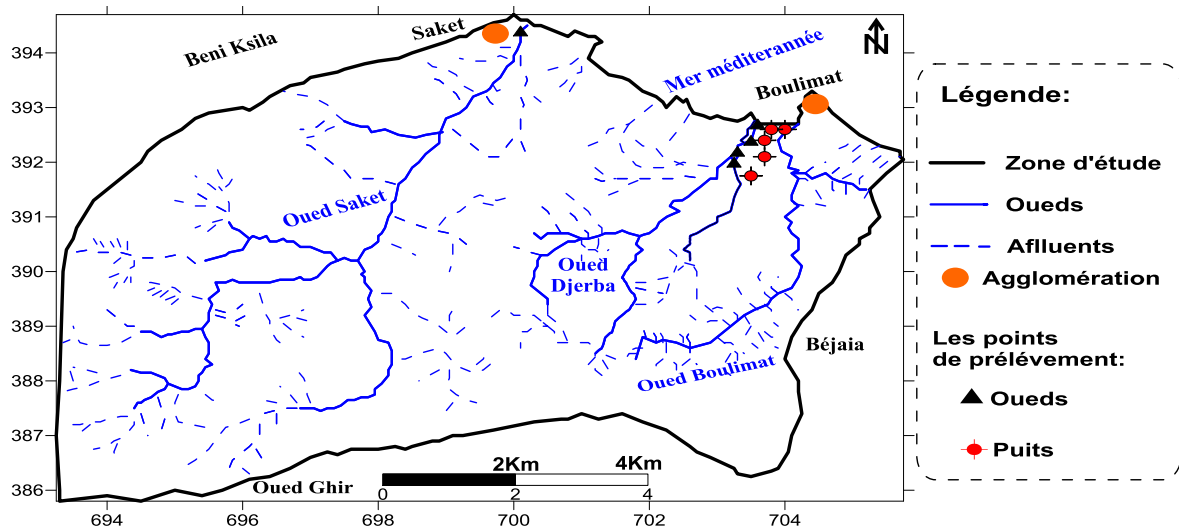 394
393
392
391
390
389
388
387
386
694
696
698
700
702
704
Beni Ksila
Saket
Mer méditerannée
Boulimat
N
Oued Saket
Oued
Djerba
Oued Boulimat
Béjaia
Oued Ghir
2Km
4Km
0
2
4
Légende:
Zone d'étude
Oueds
Aflluents
Agglomération
Les points
de prélévement:
Oueds
Puits